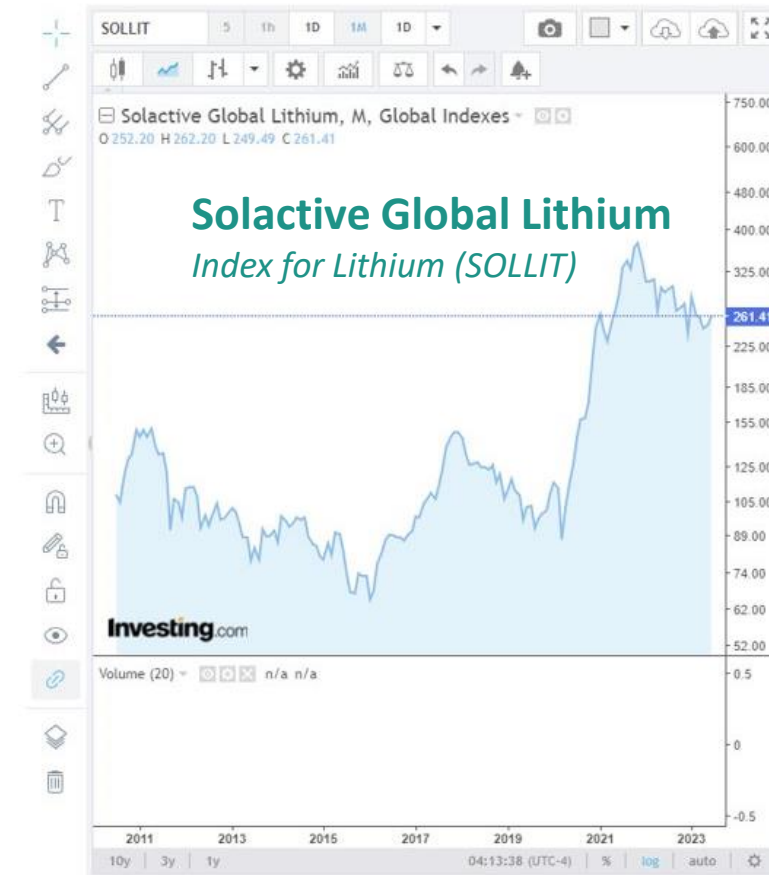 SOLLIT 5 1h 1D 1M 1D
Solactive Global Lithium, M, Global Indexes
O 252.20 H 262.20 L 249.49 C 261.41
Solactive Global Lithium
Index for Lithium (SOLLIT)
750.00
600.00
480.00
400.00
325.00
261.41
225.00
185.00
155.00
125.00
105.00
89.00
74.00
62.00
52.00
Investing.com
Volume (20) n/a n/a
0.5
0
-0.5
2011 2013 2015 2017 2019 2021 2023
10y 3y 1y 04:13:38 (UTC-4) % log auto